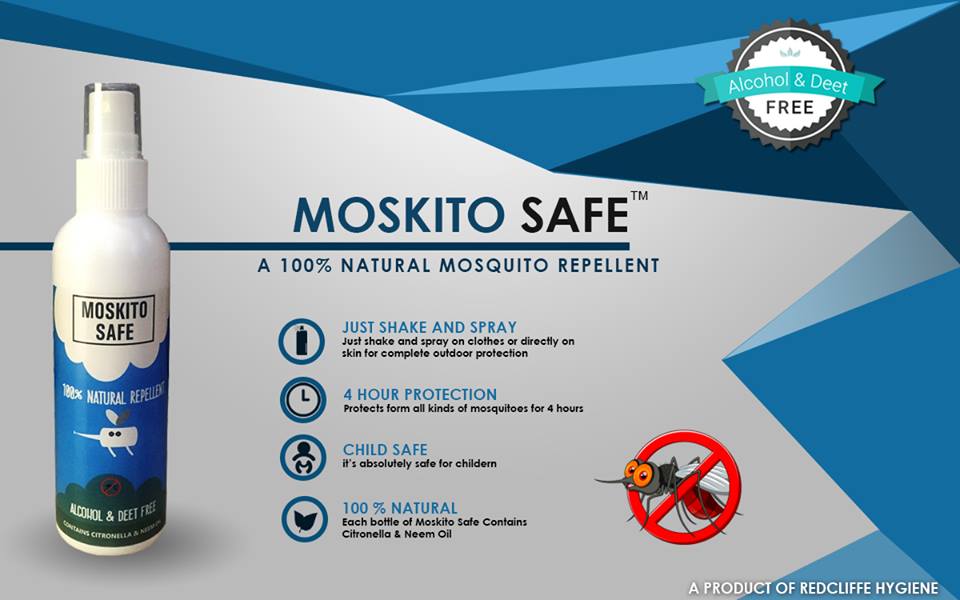 Alcohol & Deet
FREE
MOSKITO SAFE™
A 100% NATURAL MOSQUITO REPELLENT
MOSKITO
SAFE
100% NATURAL REPELLENT
ALCOHOL & DEET FREE
CONTAINS CITRONELLA & NEEM OIL
JUST SHAKE AND SPRAY
Just shake and spray on clothes or directly on
skin for complete outdoor protection
4 HOUR PROTECTION
Protects form all kinds of mosquitoes for 4 hours
CHILD SAFE
it's absolutely safe for childern
100 % NATURAL
Each bottle of Moskito Safe Contains
Citronella & Neem Oil
A PRODUCT OF REDCLIFFE HYGIENE